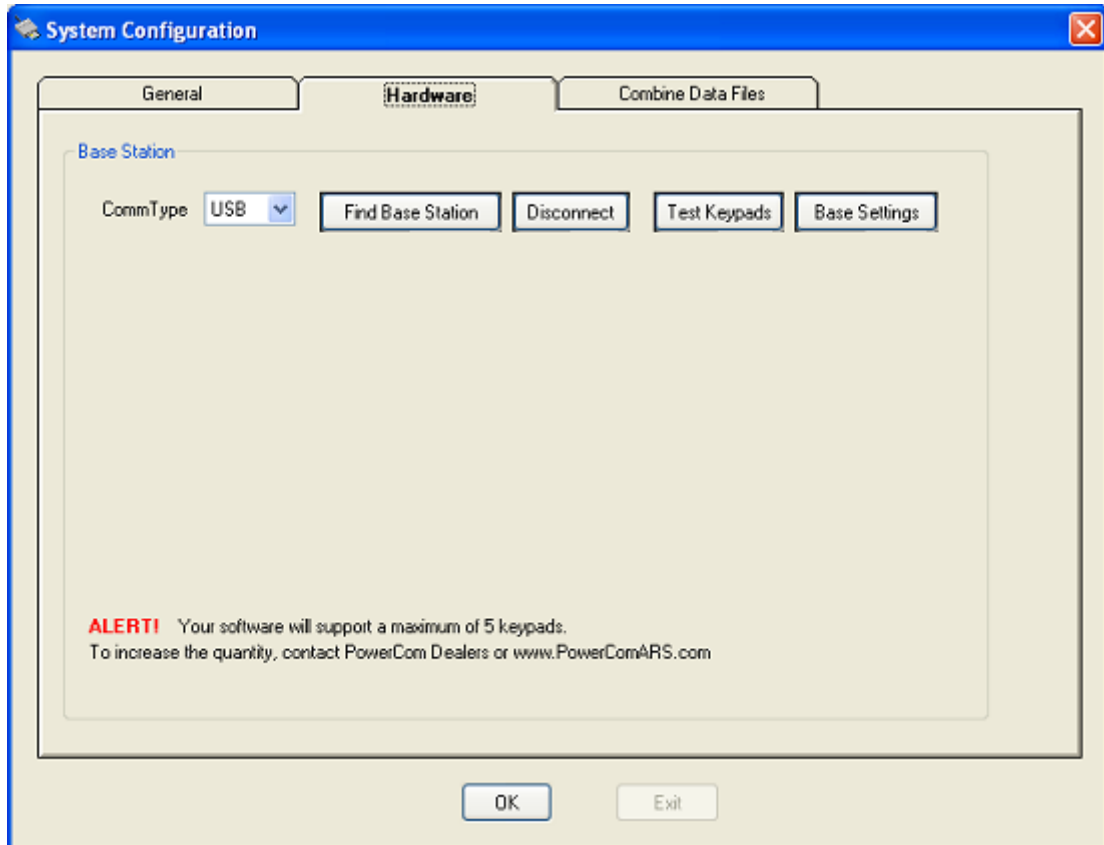 System Configuration
General Hardware Combine Data Files
Base Station
CommType USB Find Base Station Disconnect Test Keypads Base Settings
ALERT! Your software will support a maximum of 5 keypads.
To increase the quantity, contact PowerCom Dealers or www.PowerComARS.com
OK Exit